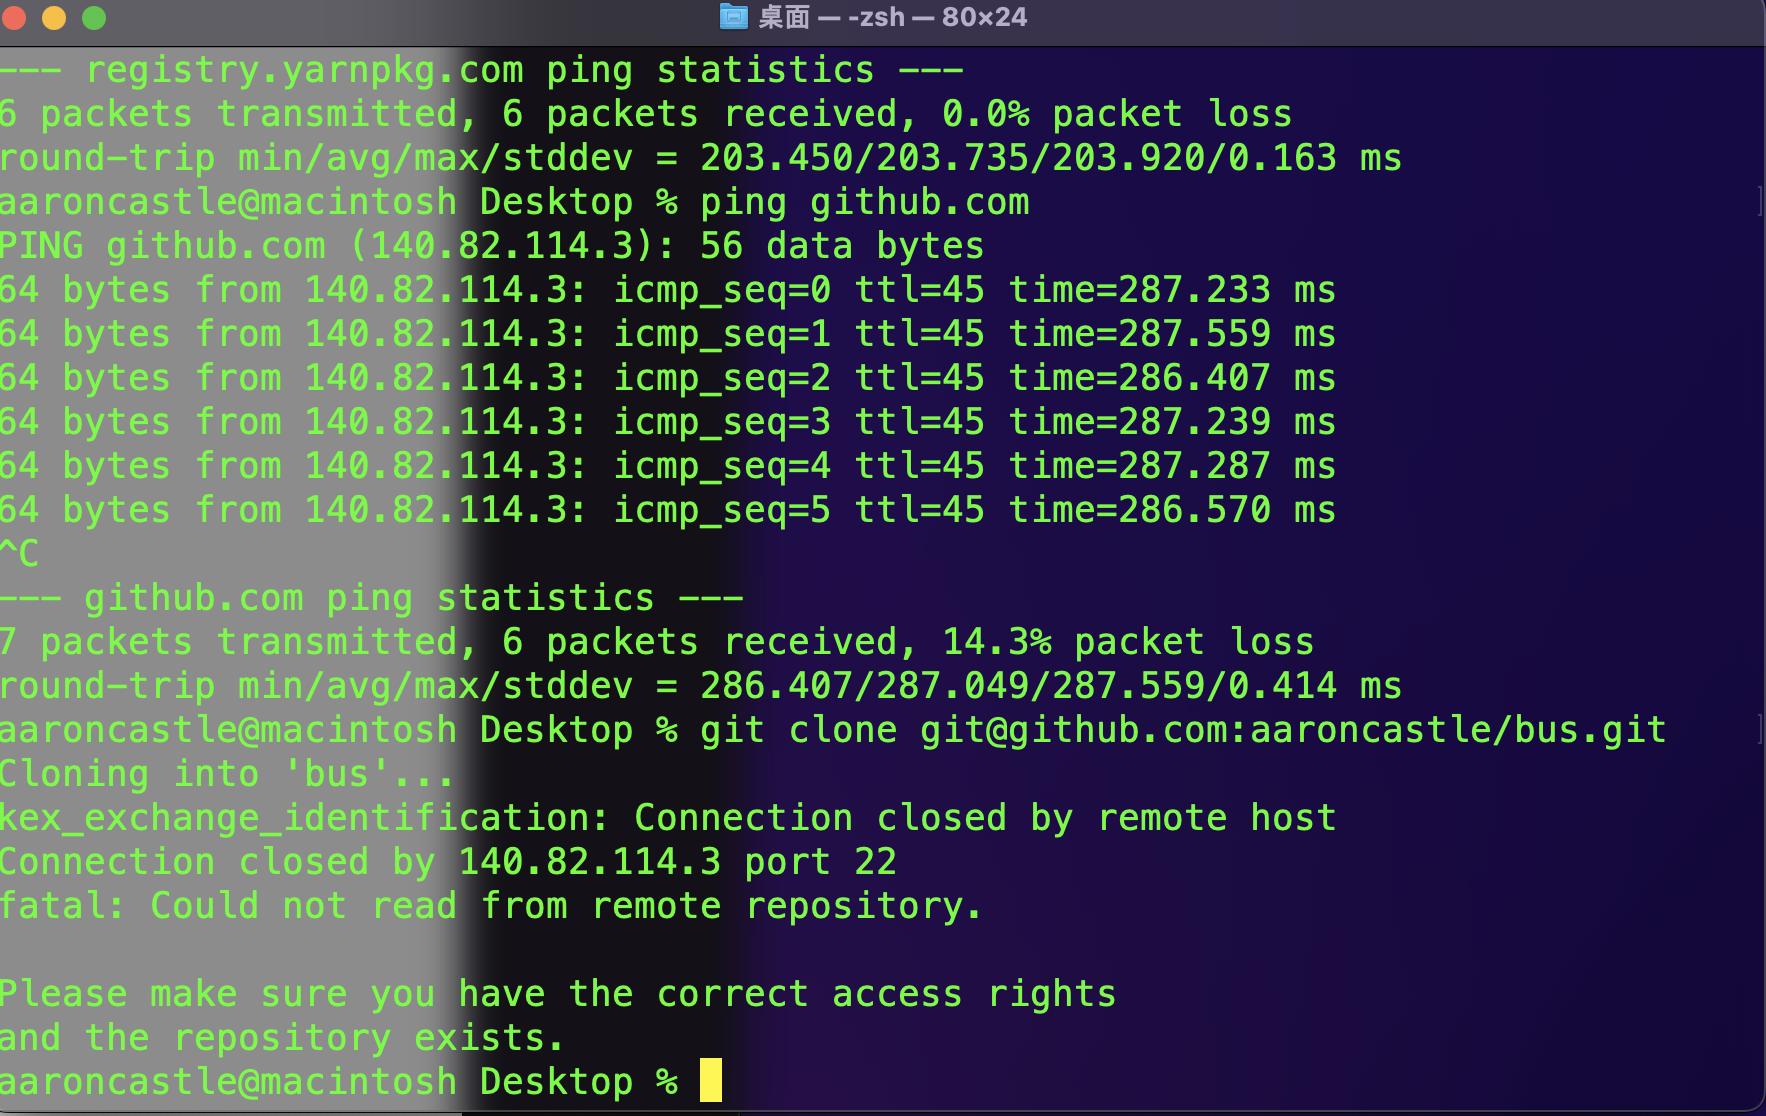 桌面 — -zsh — 80×24
--- registry.yarnpkg.com ping statistics ---
6 packets transmitted, 6 packets received, 0.0% packet loss
round-trip min/avg/max/stddev = 203.450/203.735/203.920/0.163 ms
aaroncastle@macintosh Desktop % ping github.com
PING github.com (140.82.114.3): 56 data bytes
64 bytes from 140.82.114.3: icmp_seq=0 ttl=45 time=287.233 ms
64 bytes from 140.82.114.3: icmp_seq=1 ttl=45 time=287.559 ms
64 bytes from 140.82.114.3: icmp_seq=2 ttl=45 time=286.407 ms
64 bytes from 140.82.114.3: icmp_seq=3 ttl=45 time=287.239 ms
64 bytes from 140.82.114.3: icmp_seq=4 ttl=45 time=287.287 ms
64 bytes from 140.82.114.3: icmp_seq=5 ttl=45 time=286.570 ms
^C
--- github.com ping statistics ---
7 packets transmitted, 6 packets received, 14.3% packet loss
round-trip min/avg/max/stddev = 286.407/287.049/287.559/0.414 ms
aaroncastle@macintosh Desktop % git clone git@github.com:aaroncastle/bus.git
Cloning into 'bus'...
kex_exchange_identification: Connection closed by remote host
Connection closed by 140.82.114.3 port 22
fatal: Could not read from remote repository.
Please make sure you have the correct access rights
and the repository exists.
aaroncastle@macintosh Desktop %